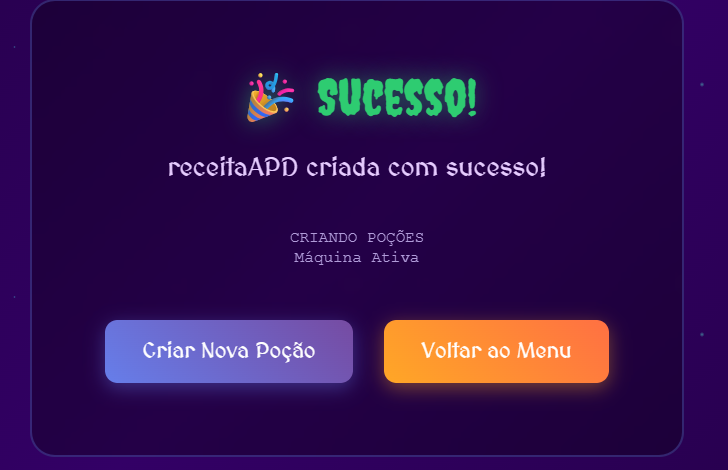 SUCESSO!
receitaAPD criada com sucesso!
CRIANDO POÇÕES
Máquina Ativa
Criar Nova Poção
Voltar ao Menu